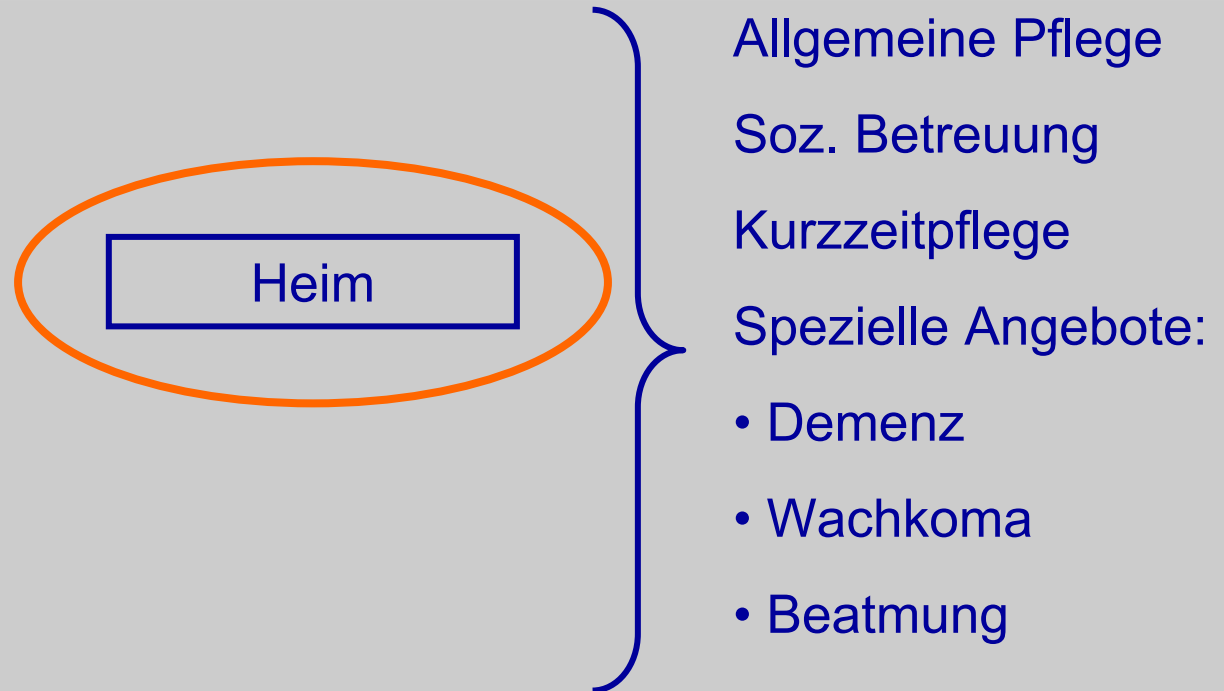 Heim
Allgemeine Pflege
Soz. Betreuung
Kurzzeitpflege
Spezielle Angebote:
• Demenz
• Wachkoma
• Beatmung